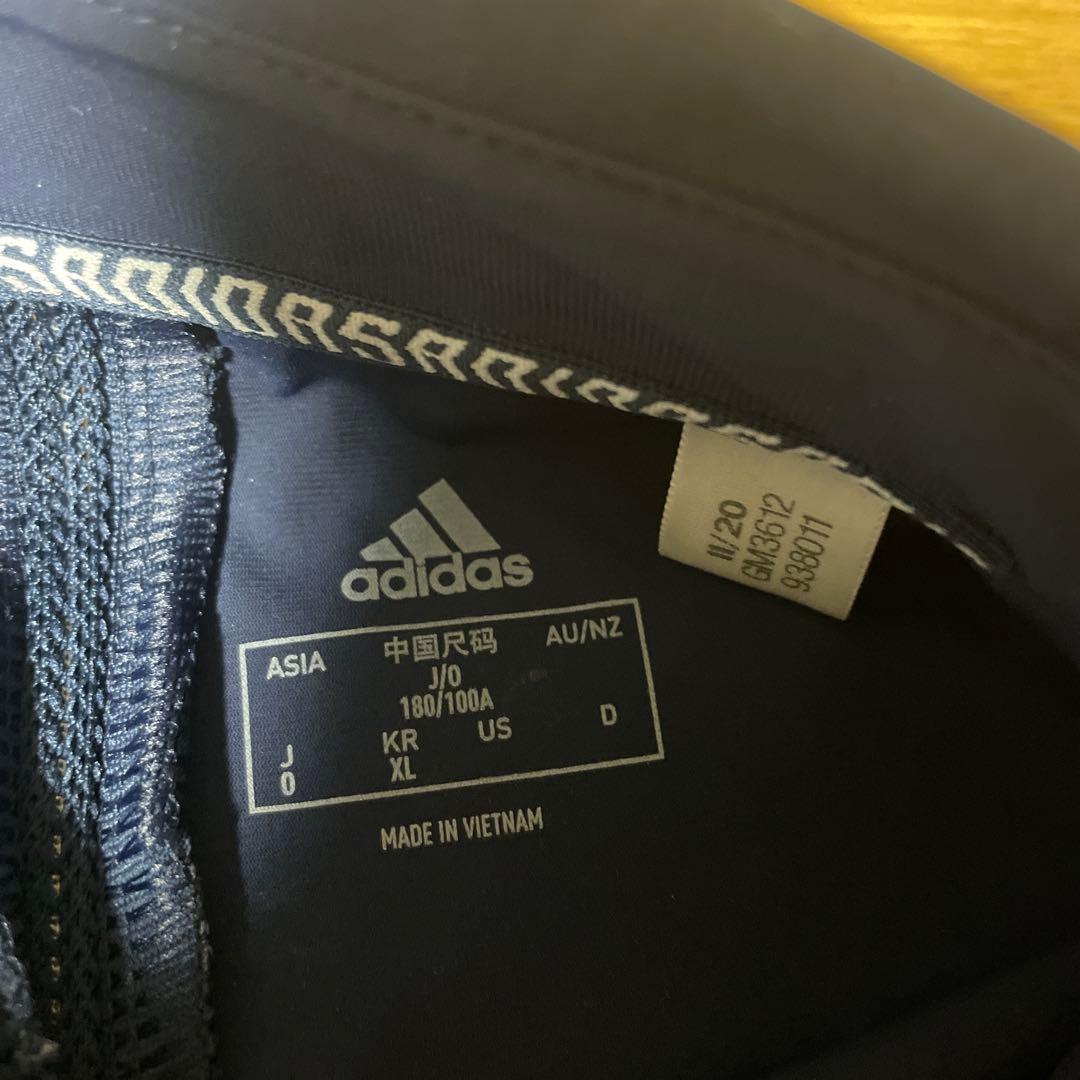 SADIDASADIDAS
11/20
GM3612
938011
adidas
ASIA 中国尺码 AU/NZ
J/O
180/100A
KR US D
J XL
O
MADE IN VIETNAM